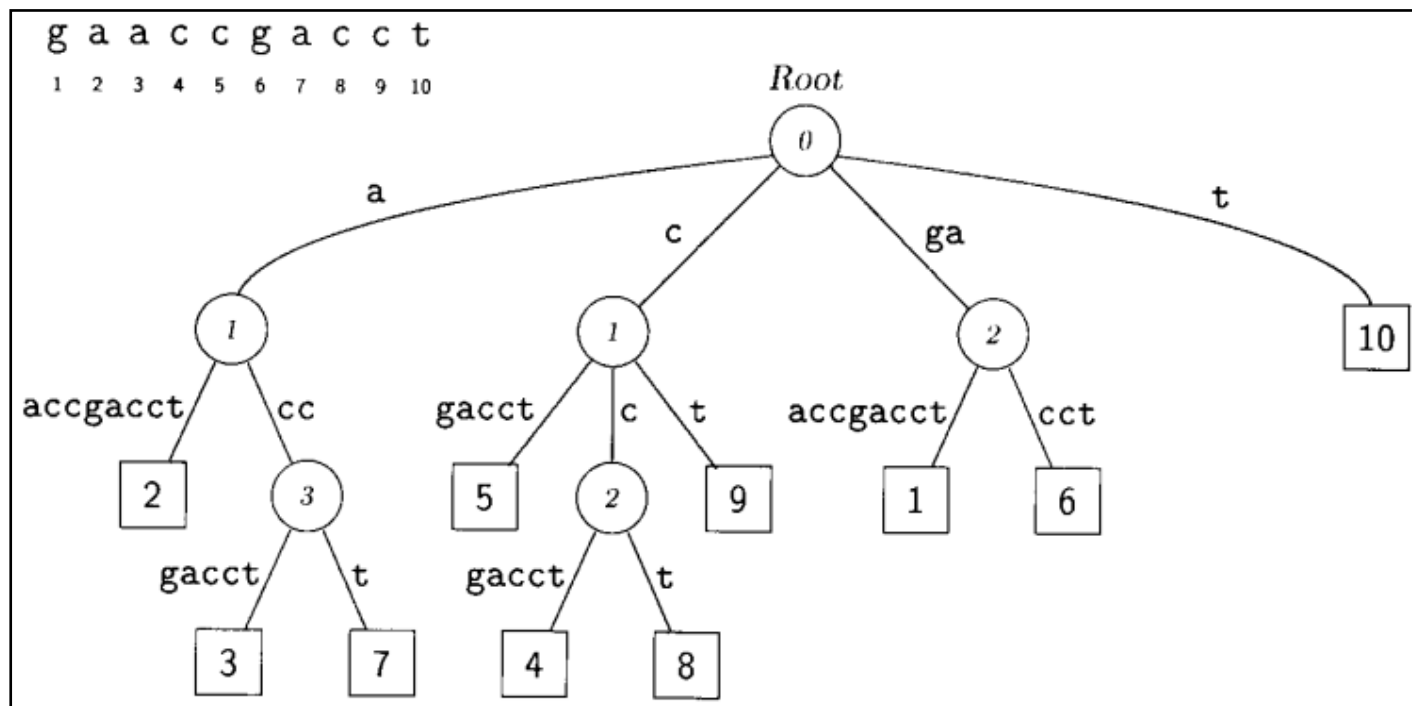 g a a c c g a c c t
1 2 3 4 5 6 7 8 9 10
Root
0
a c ga t
1 1 2 10
accgacct cc gacct c t accgacct cct
2 3 5 2 9 1 6
gacct t gacct t
3 7 4 8